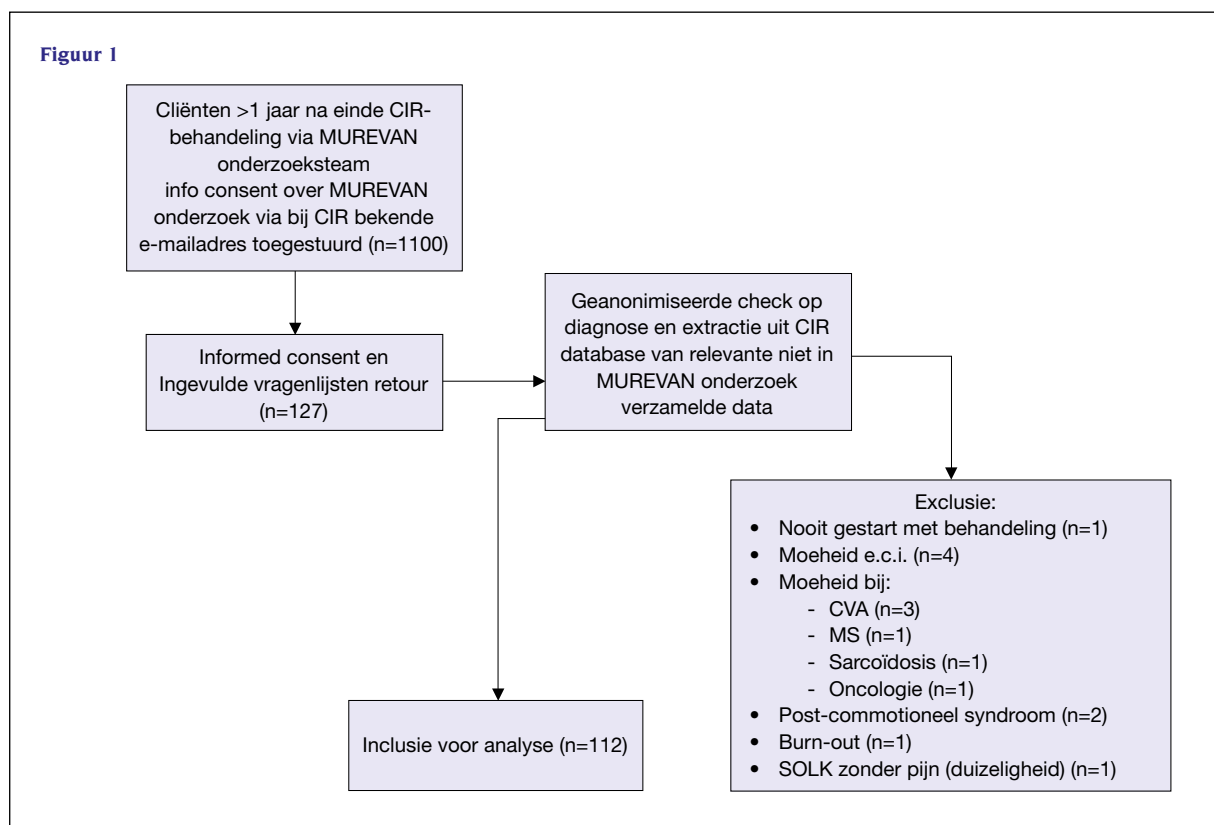 Figuur 1
Cliënten >1 jaar na einde CIR-
behandeling via MUREVAN
onderzoeksteam
info consent over MUREVAN
onderzoek via bij CIR bekende
e-mailadres toegestuurd (n=1100)
Informed consent en
Ingevulde vragenlijsten retour
(n=127)
Geanonimiseerde check op
diagnose en extractie uit CIR
database van relevante niet in
MUREVAN onderzoek
verzamelde data
Exclusie:
• Nooit gestart met behandeling (n=1)
• Moeheid e.c.i. (n=4)
• Moeheid bij:
- CVA (n=3)
- MS (n=1)
- Sarcoïdosis (n=1)
- Oncologie (n=1)
• Post-commotioneel syndroom (n=2)
• Burn-out (n=1)
• SOLK zonder pijn (duizeligheid) (n=1)
Inclusie voor analyse (n=112)